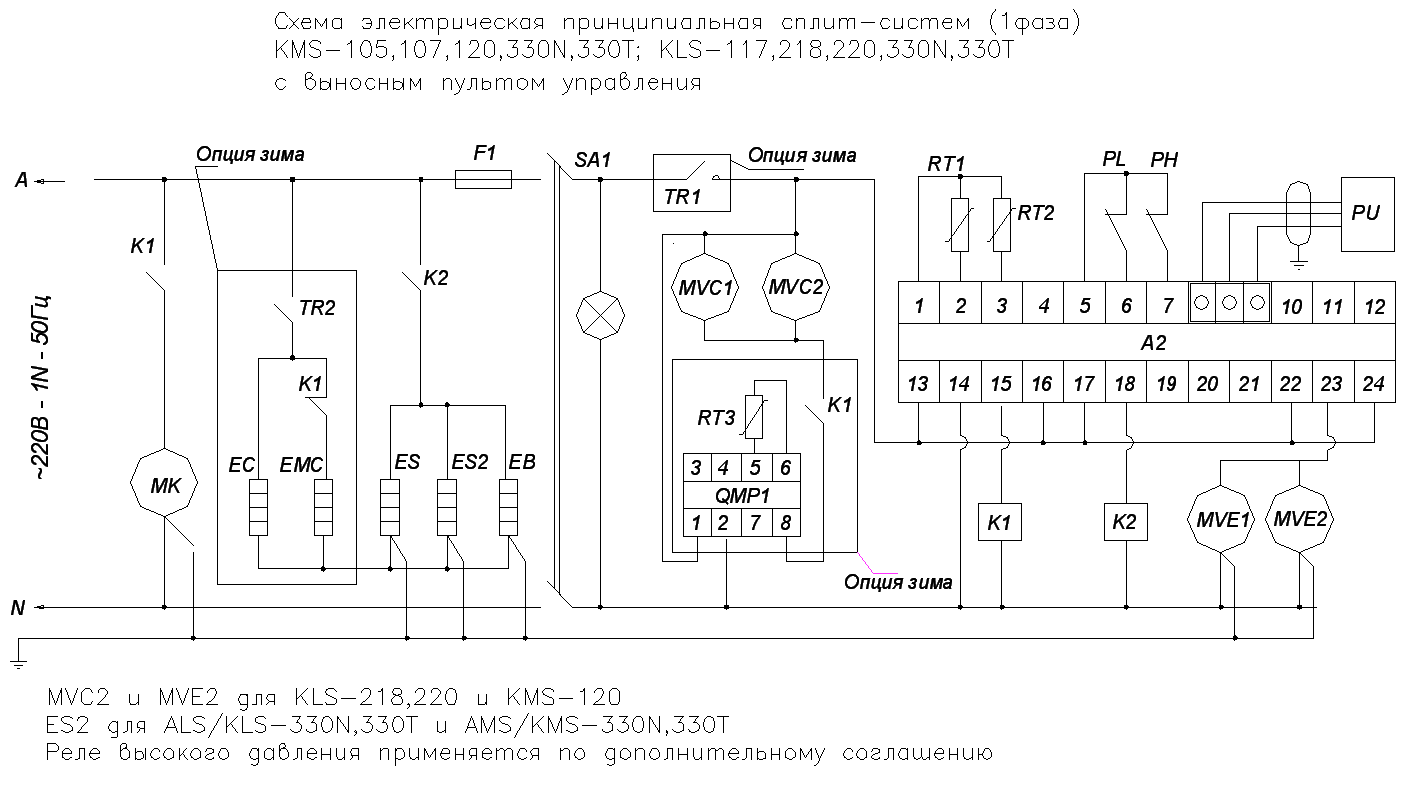 Схема электрическая принципиальная сплит-систем (1фаза)
KMS-105,107,120,330N,330T; KLS-117,218,220,330N,330T
с выносным пультом управления
Опция зима
F1
SA1
Опция зима
RT1
PL
PH
A
TR1
RT2
PU
K1
K2
MVC1
MVC2
TR2
1
2
3
4
5
6
7
10
11
12
A2
~220В - 1N - 50Гц
K1
13
14
15
16
17
18
19
20
21
22
23
24
RT3
K1
EC
EMC
ES
ES2
EB
3
4
5
6
MK
QMP1
1
2
7
8
K1
K2
MVE1
MVE2
Опция зима
N
MVC2 и MVE2 для KLS-218,220 и KMS-120
ES2 для ALS/KLS-330N,330T и AMS/KMS-330N,330T
Реле высокого давления применяется по дополнительному соглашению